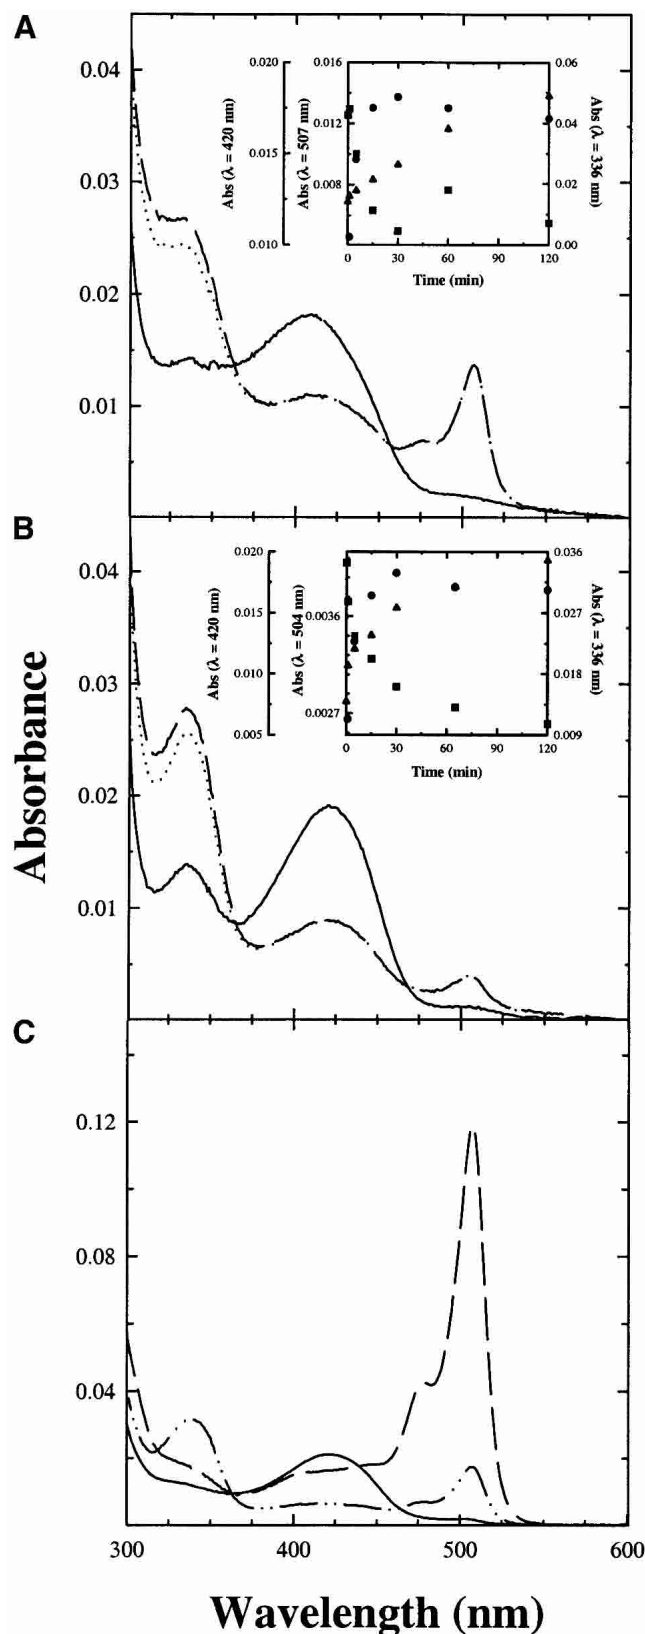 A
0.04
0.03
0.02
0.01
0.020
0.015
0.010
Abs (λ = 420 nm)
Abs (λ = 507 nm)
0.016
0.012
0.008
0.06
0.04
0.02
0.00
Abs (λ = 336 nm)
0 30 60 90 120
Time (min)
B
0.04
0.03
0.02
0.01
0.020
0.015
0.010
0.005
Abs (λ = 420 nm)
Abs (λ = 504 nm)
0.0036
0.0027
0.036
0.027
0.018
0.009
Abs (λ = 336 nm)
0 30 60 90 120
Time (min)
Absorbance
C
0.12
0.08
0.04
300 400 500 600
Wavelength (nm)